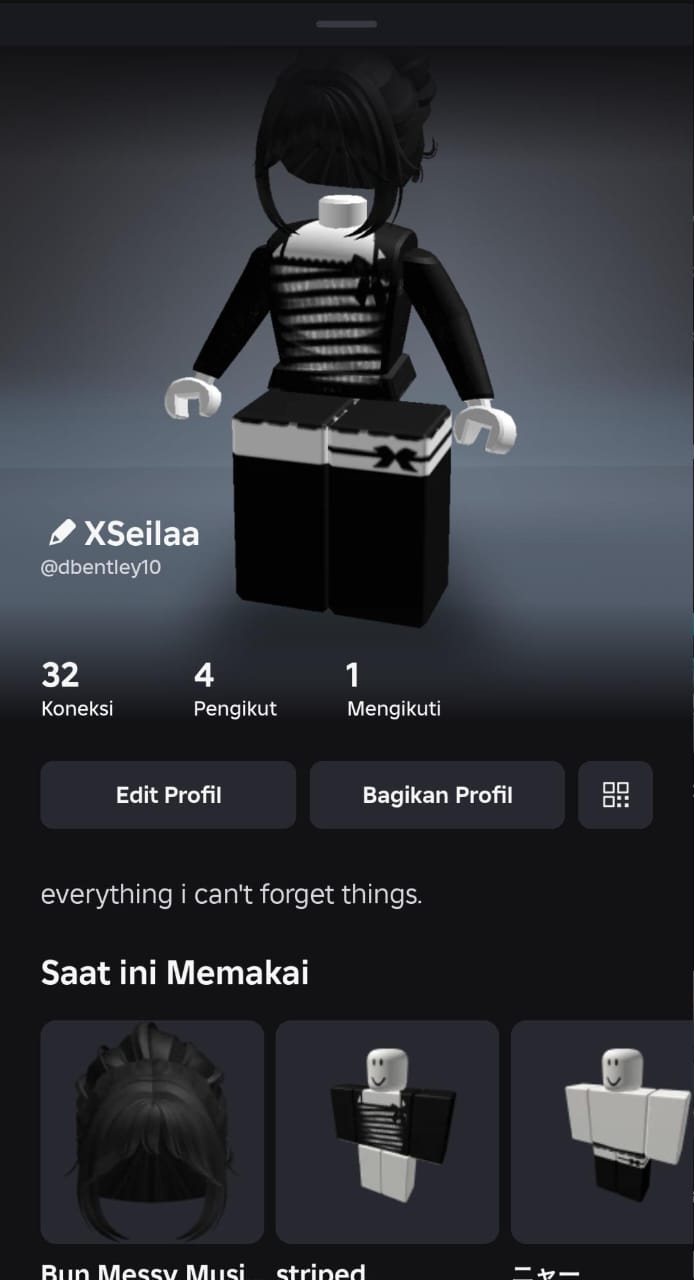 XSeilaa
@dbentley10
32 4 1
Koneksi Pengikut Mengikuti
Edit Profil Bagikan Profil
everything i can't forget things.
Saat ini Memakai
Bun Messy Musi striped ニャー